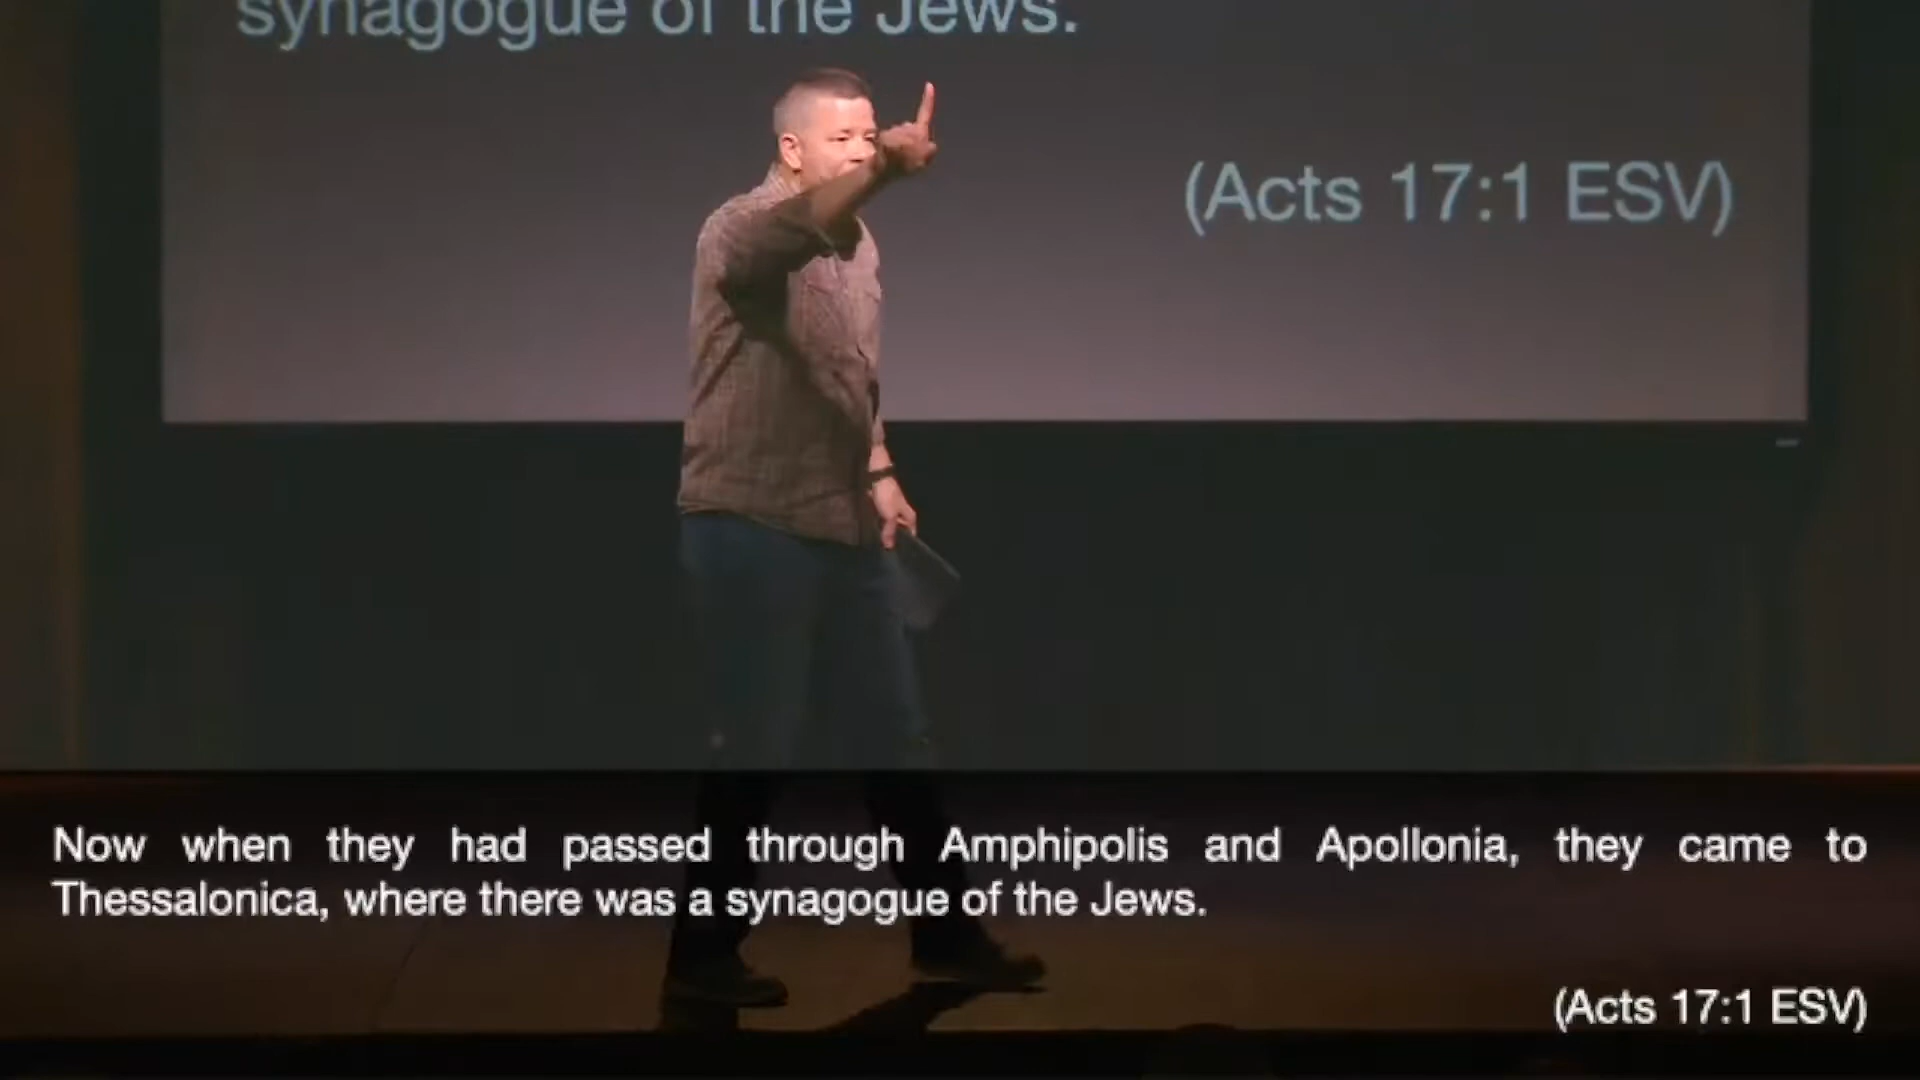 synagogue of the Jews.
(Acts 17:1 ESV)
Now when they had passed through Amphipolis and Apollonia, they came to
Thessalonica, where there was a synagogue of the Jews.
(Acts 17:1 ESV)